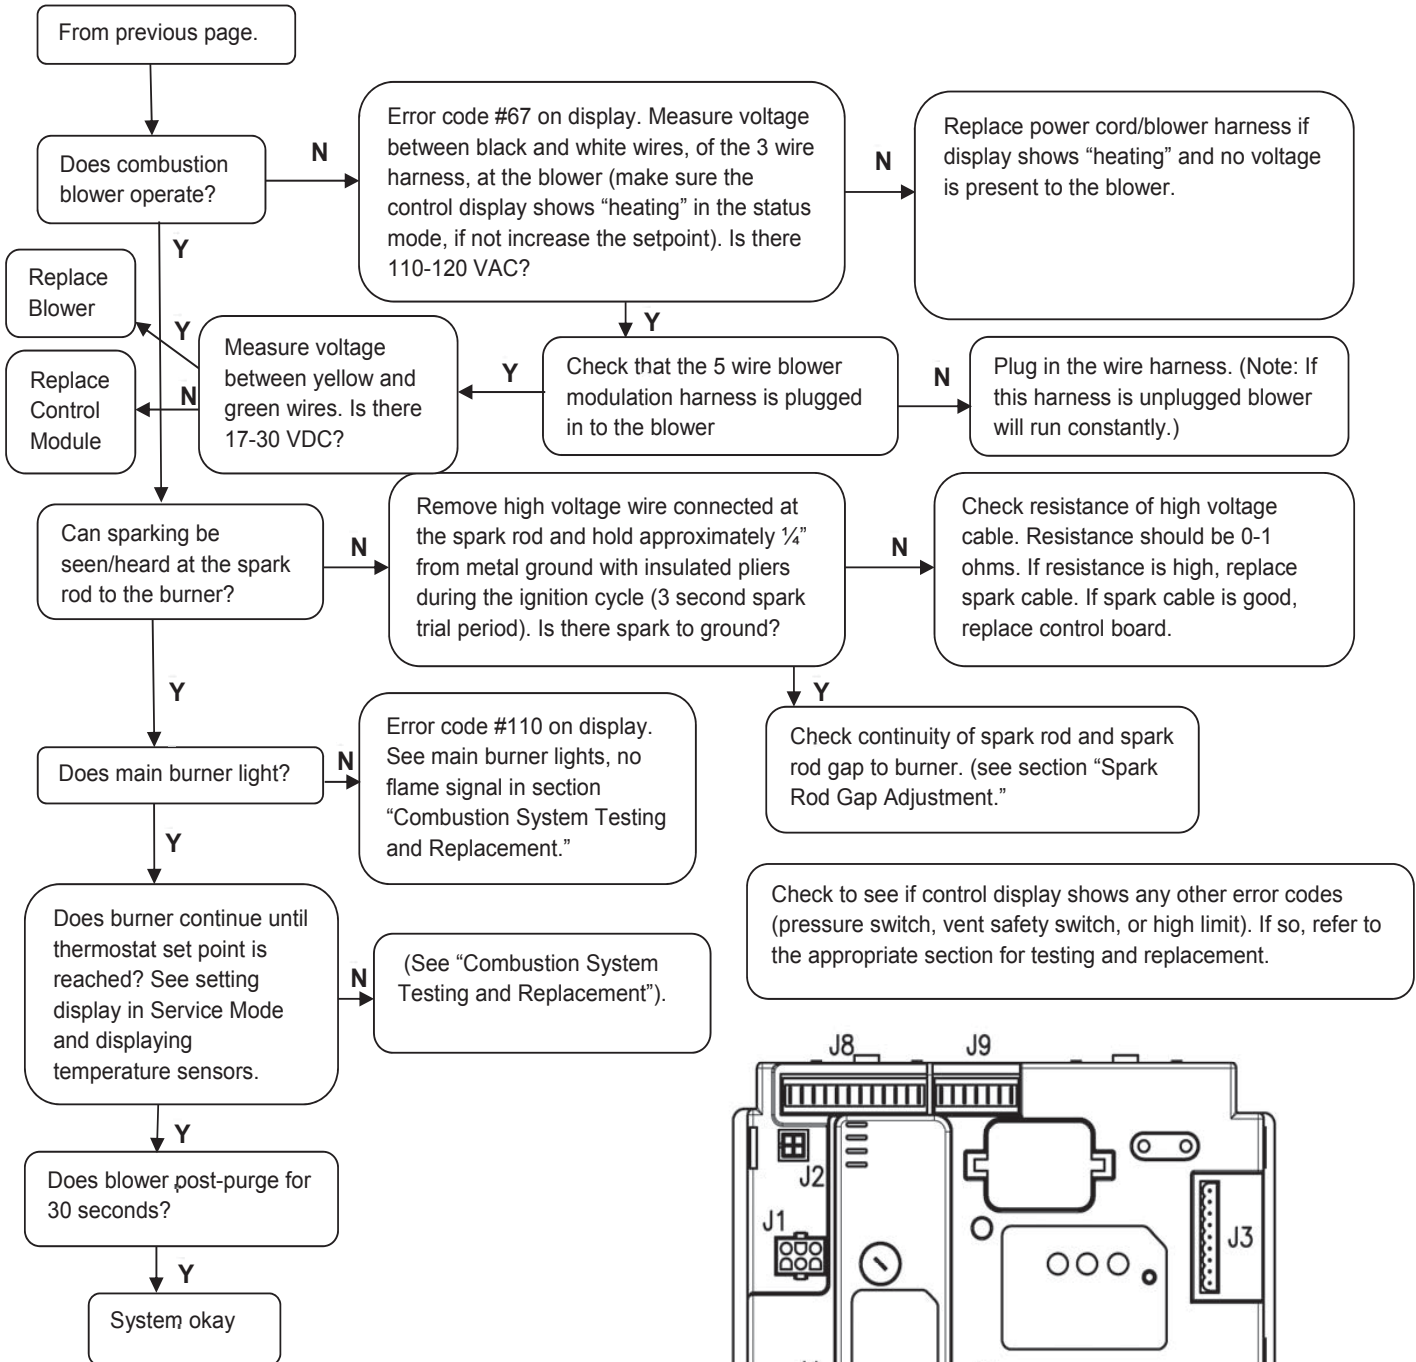 From previous page.
Does combustion
blower operate?
N
Error code #67 on display. Measure voltage
between black and white wires, of the 3 wire
harness, at the blower (make sure the
control display shows “heating” in the status
mode, if not increase the setpoint). Is there
110-120 VAC?
N
Replace power cord/blower harness if
display shows “heating” and no voltage
is present to the blower.
Y
Replace
Blower
Y
Replace
Control
Module
N
Measure voltage
between yellow and
green wires. Is there
17-30 VDC?
Y
Y
Check that the 5 wire blower
modulation harness is plugged
in to the blower
N
Plug in the wire harness. (Note: If
this harness is unplugged blower
will run constantly.)
Can sparking be
seen/heard at the spark
rod to the burner?
N
Remove high voltage wire connected at
the spark rod and hold approximately ¼”
from metal ground with insulated pliers
during the ignition cycle (3 second spark
trial period). Is there spark to ground?
N
Check resistance of high voltage
cable. Resistance should be 0-1
ohms. If resistance is high, replace
spark cable. If spark cable is good,
replace control board.
Y
Y
Check continuity of spark rod and spark
rod gap to burner. (see section “Spark
Rod Gap Adjustment.”
Does main burner light?
N
Error code #110 on display.
See main burner lights, no
flame signal in section
“Combustion System Testing
and Replacement.”
Y
Check to see if control display shows any other error codes
(pressure switch, vent safety switch, or high limit). If so, refer to
the appropriate section for testing and replacement.
Does burner continue until
thermostat set point is
reached? See setting
display in Service Mode
and displaying
temperature sensors.
N
(See “Combustion System
Testing and Replacement”).
Y
Does blower post-purge for
30 seconds?
Y
System okay
J8
J9
J2
J1
J3